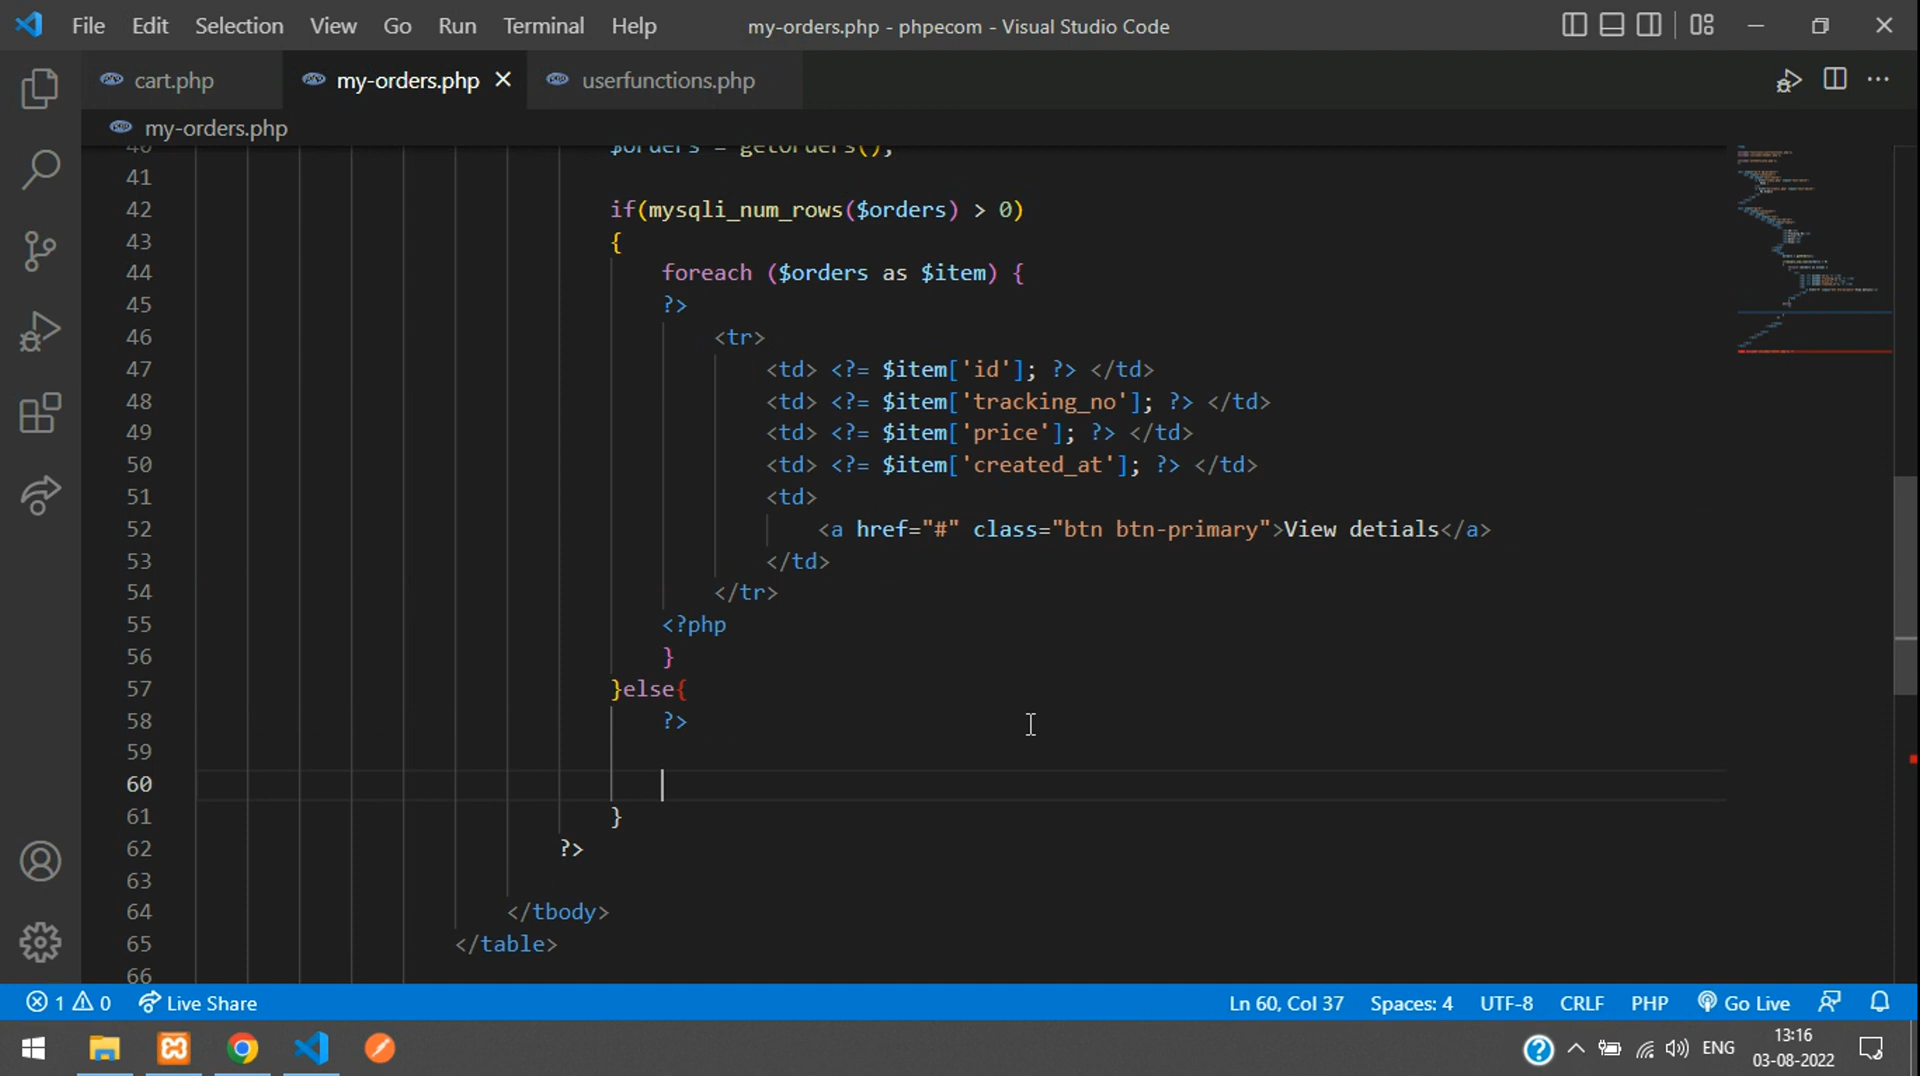 File Edit Selection View Go Run Terminal Help my-orders.php - phpecom - Visual Studio Code
cart.php my-orders.php userfunctions.php
my-orders.php
40 $orders = getOrders();
41
42 if(mysqli_num_rows($orders) > 0)
43 {
44 foreach ($orders as $item) {
45 ?>
46 <tr>
47 <td> <?= $item['id']; ?> </td>
48 <td> <?= $item['tracking_no']; ?> </td>
49 <td> <?= $item['price']; ?> </td>
50 <td> <?= $item['created_at']; ?> </td>
51 <td>
52 <a href="#" class="btn btn-primary">View detials</a>
53 </td>
54 </tr>
55 <?php
56 }
57 }else{
58 ?>
59
60
61 }
62 ?>
63
64 </tbody>
65 </table>
66
1 0 Live Share Ln 60, Col 37 Spaces: 4 UTF-8 CRLF PHP Go Live
ENG 13:16
03-08-2022